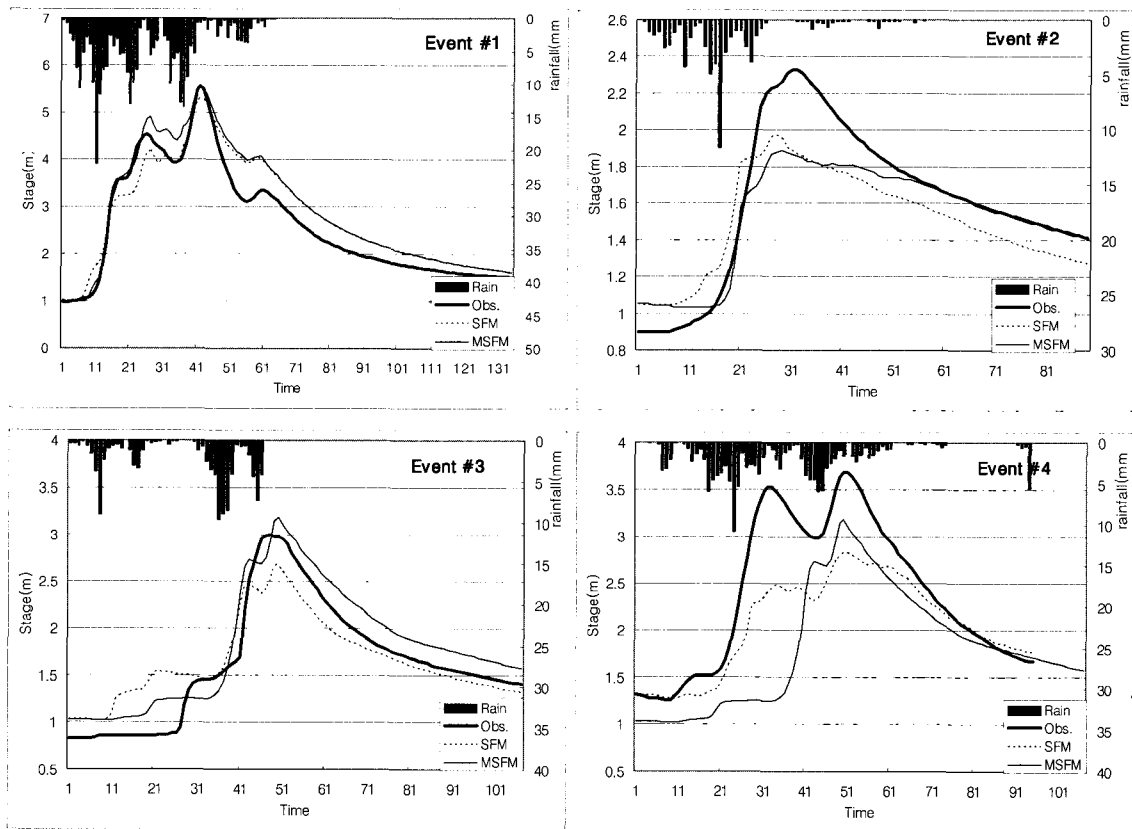 Event #1
Stage(m)
7
6
5
4
3
2
1
0
rainfall(mm
0
5
10
15
20
25
30
35
40
45
50
Rain
Obs.
SFM
MSFM
1 11 21 31 41 51 61 71 81 91 101 111 121 131
Time
Event #2
Stage(m)
2.6
2.4
2.2
2
1.8
1.6
1.4
1.2
1
0.8
rainfall(mm
0
5
10
15
20
25
30
Rain
Obs.
SFM
MSFM
1 11 21 31 41 51 61 71 81
Time
Event #3
Stage(m)
4
3.5
3
2.5
2
1.5
1
0.5
rainfall(mm
0
5
10
15
20
25
30
35
40
Rain
Obs.
SFM
MSFM
1 11 21 31 41 51 61 71 81 91 101
Time
Event #4
Stage(m)
4
3.5
3
2.5
2
1.5
1
0.5
rainfall(mm
0
5
10
15
20
25
30
35
40
Rain
Obs.
SFM
MSFM
1 11 21 31 41 51 61 71 81 91 101
Time